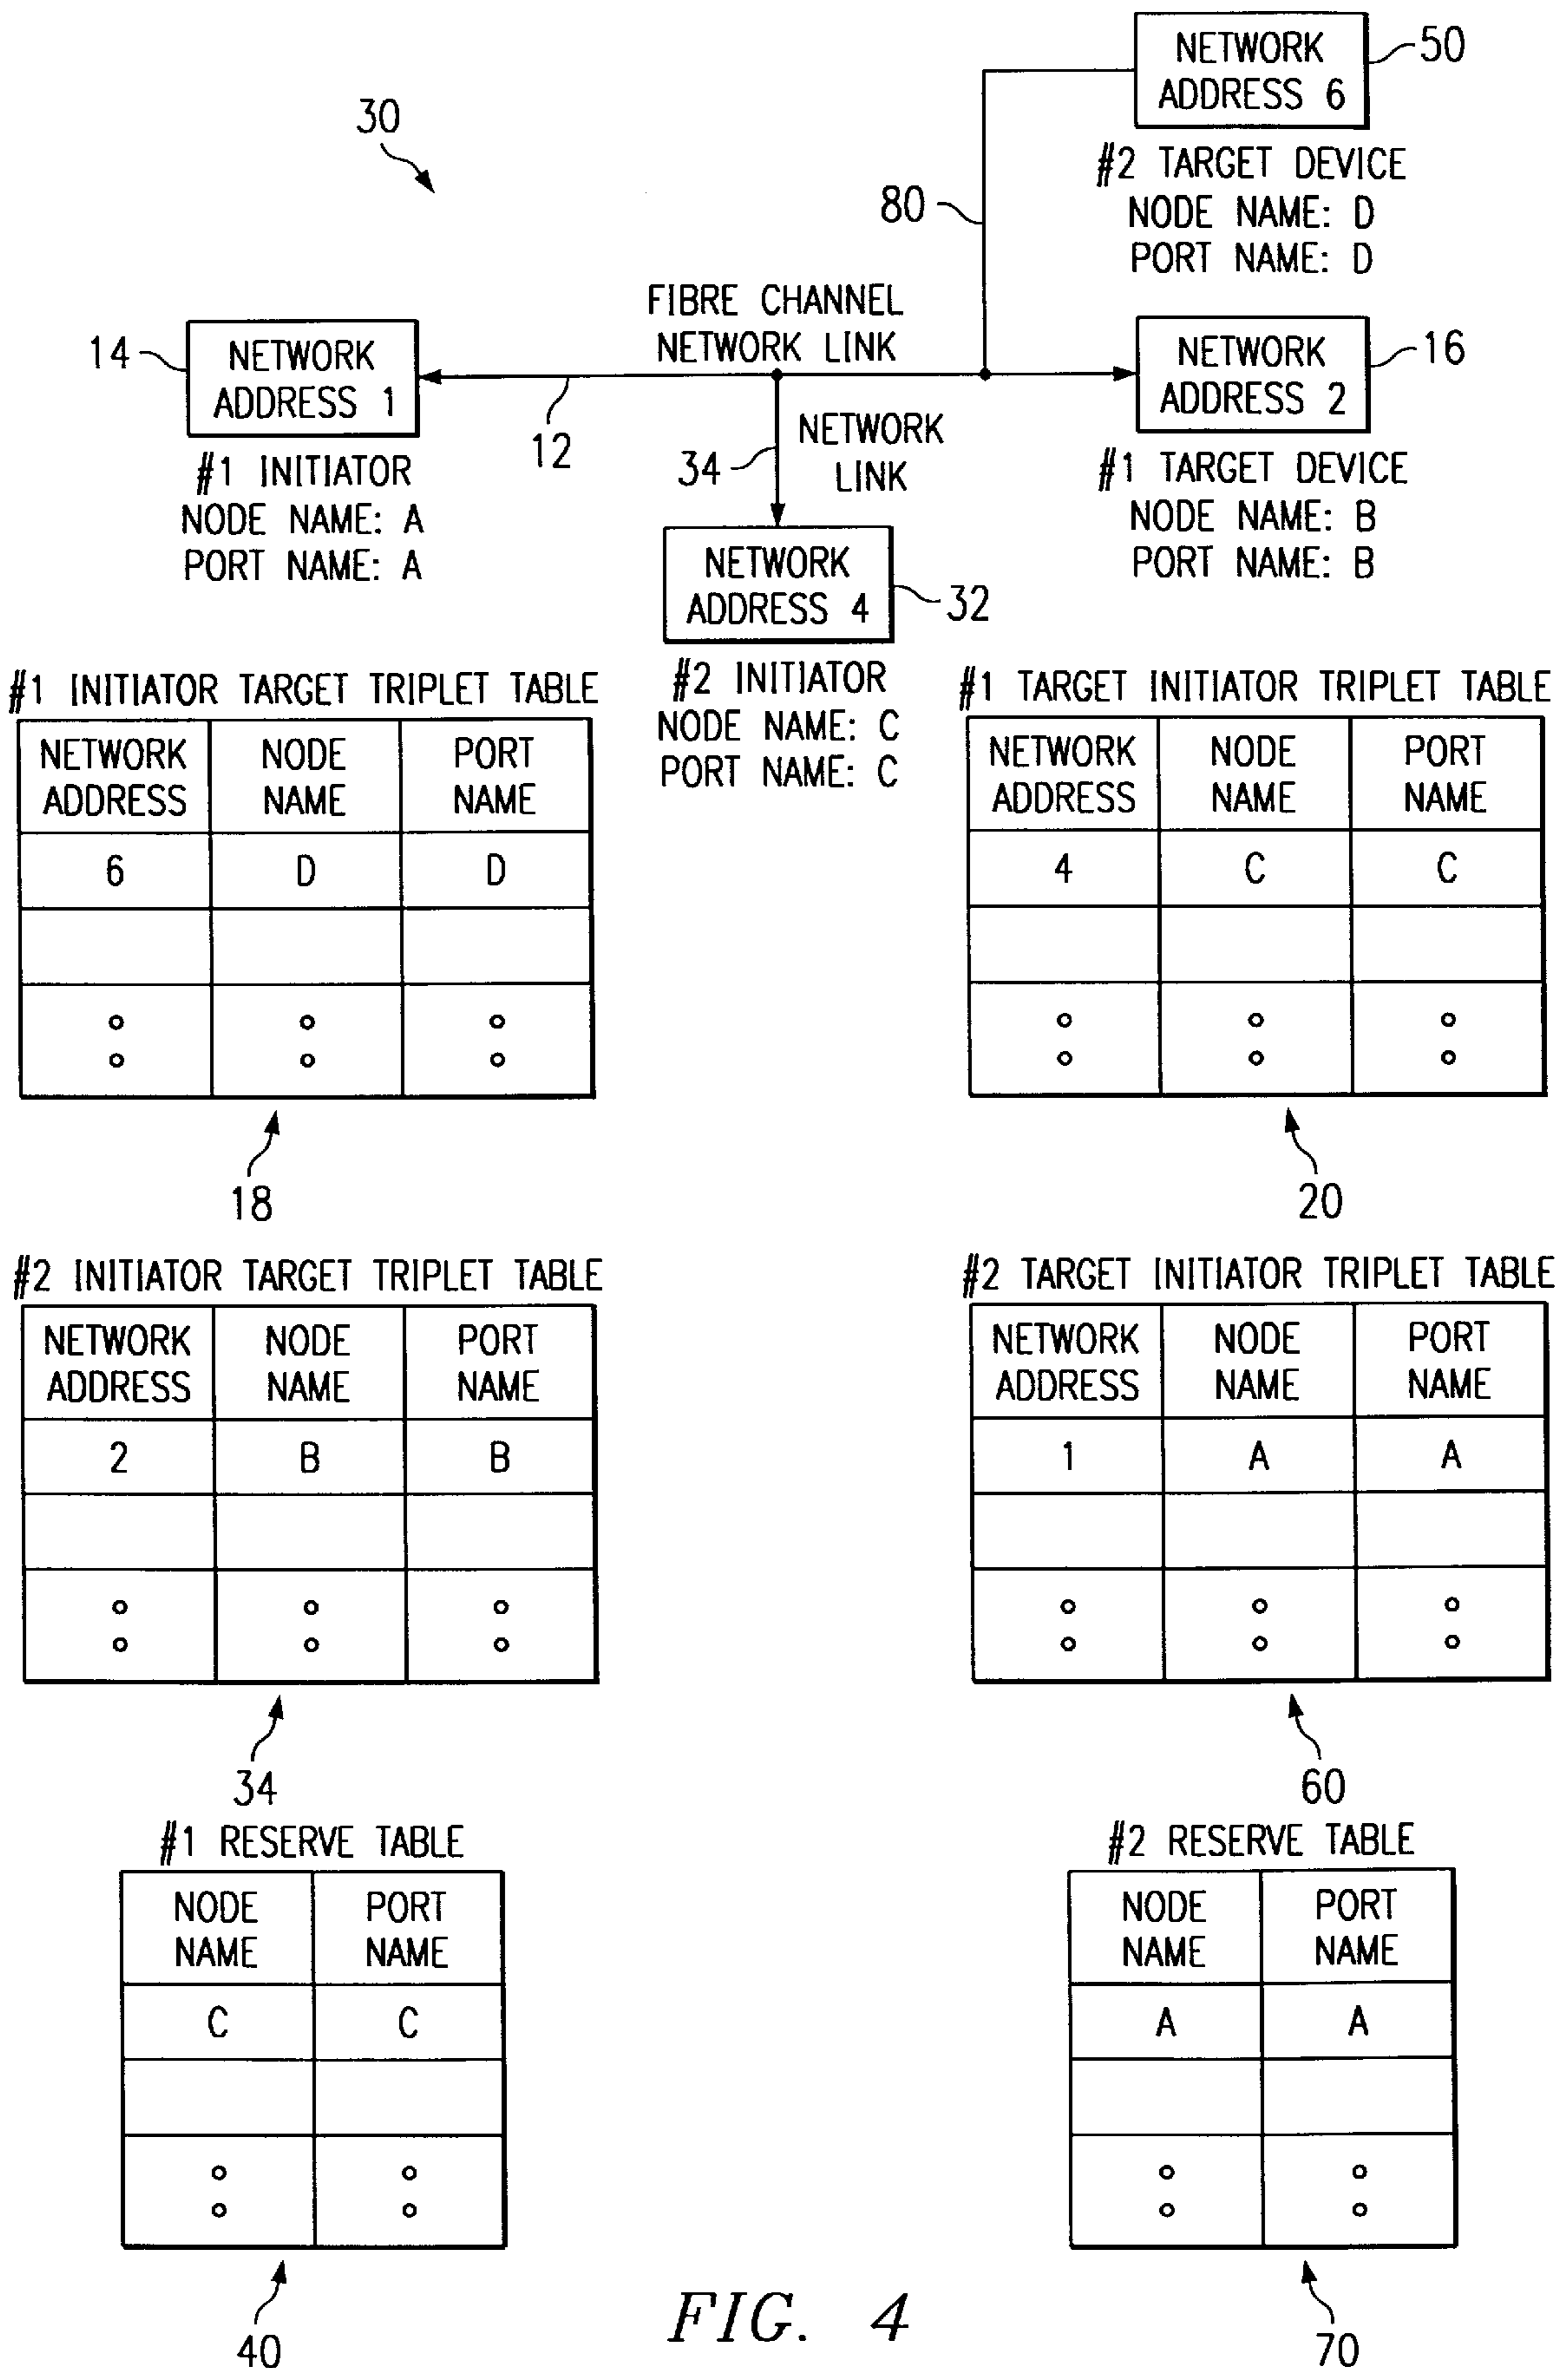 NETWORK
ADDRESS 6
50
#2 TARGET DEVICE
NODE NAME: D
PORT NAME: D
30
80
FIBRE CHANNEL
NETWORK LINK
14
NETWORK
ADDRESS 1
#1 INITIATOR
NODE NAME: A
PORT NAME: A
12
34
NETWORK
LINK
NETWORK
ADDRESS 2
16
#1 TARGET DEVICE
NODE NAME: B
PORT NAME: B
NETWORK
ADDRESS 4
32
#2 INITIATOR
NODE NAME: C
PORT NAME: C
#1 INITIATOR TARGET TRIPLET TABLE
NETWORK ADDRESS NODE NAME PORT NAME
6 D D
18
#1 TARGET INITIATOR TRIPLET TABLE
NETWORK ADDRESS NODE NAME PORT NAME
4 C C
20
#2 INITIATOR TARGET TRIPLET TABLE
NETWORK ADDRESS NODE NAME PORT NAME
2 B B
34
#2 TARGET INITIATOR TRIPLET TABLE
NETWORK ADDRESS NODE NAME PORT NAME
1 A A
60
#1 RESERVE TABLE
NODE NAME PORT NAME
C C
40
#2 RESERVE TABLE
NODE NAME PORT NAME
A A
70
FIG. 4